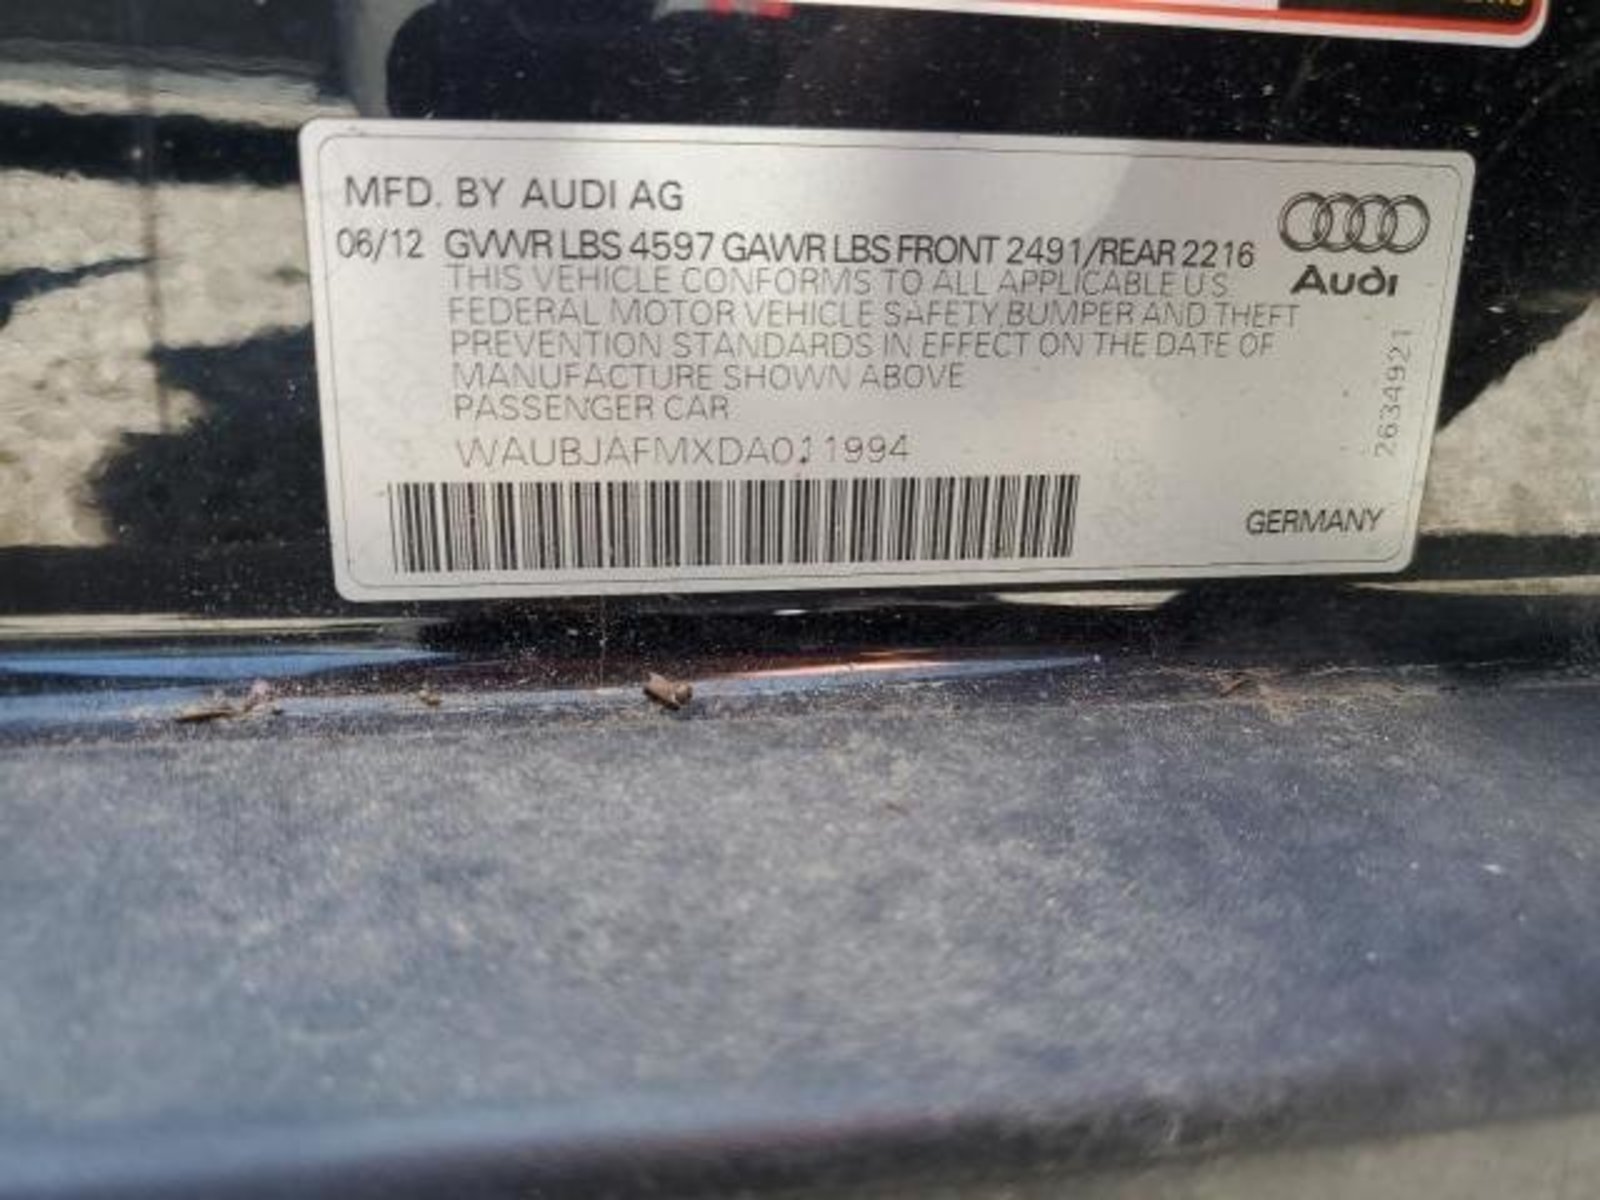 MFD. BY AUDI AG
06/12 GVWR LBS 4597 GAWR LBS FRONT 2491/REAR 2216
THIS VEHICLE CONFORMS TO ALL APPLICABLE U.S.
FEDERAL MOTOR VEHICLE SAFETY BUMPER AND THEFT
PREVENTION STANDARDS IN EFFECT ON THE DATE OF
MANUFACTURE SHOWN ABOVE
PASSENGER CAR
WAUBJAFMXDA011994
Audi
26349921
GERMANY